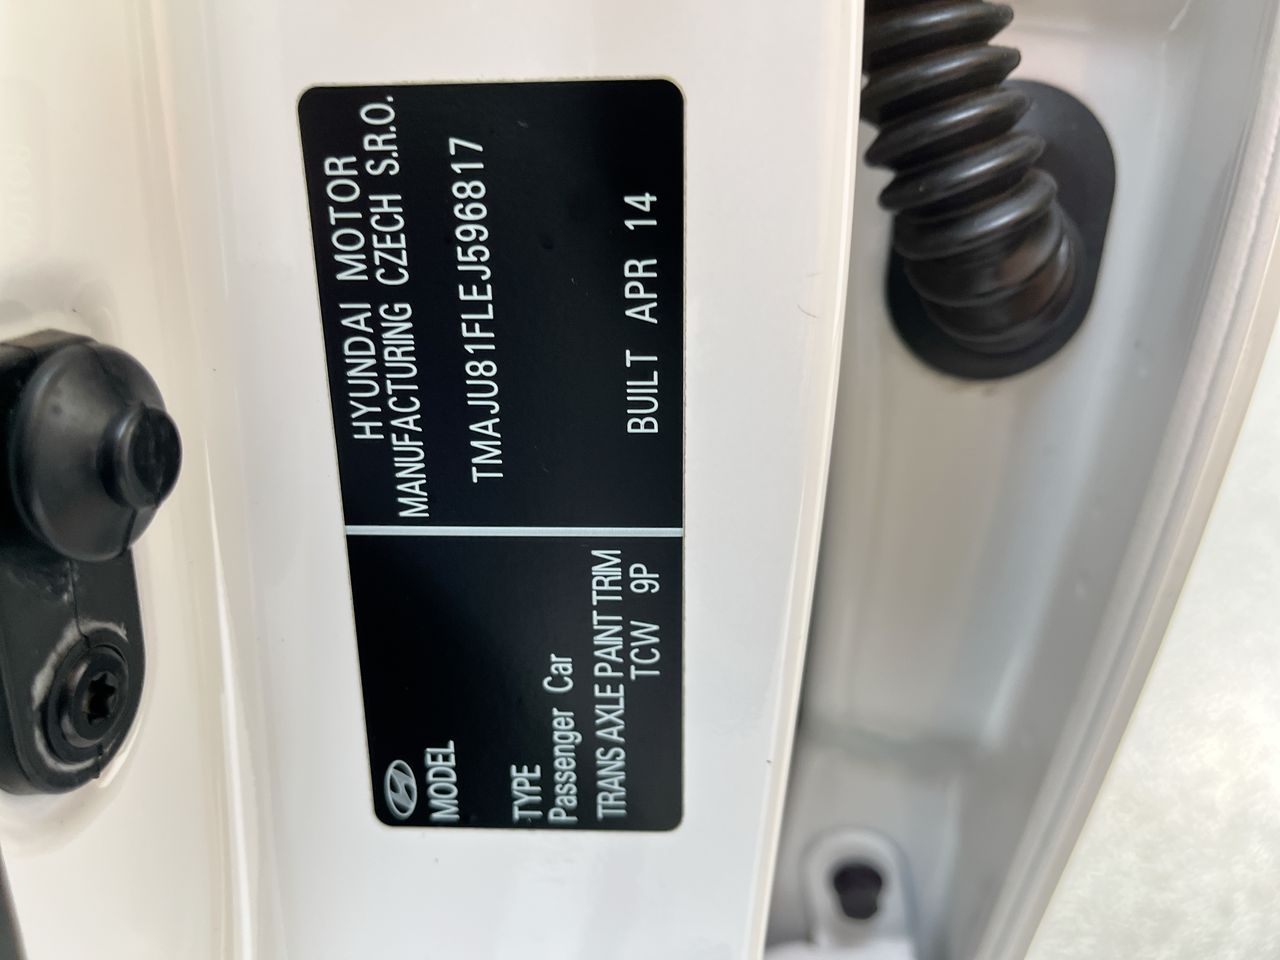 HYUNDAI MOTOR
MANUFACTURING CZECH S.R.O.
TMAJU81FLEJ596817
BUILT APR 14
MODEL
TYPE
Passenger Car
TRANS AXLE PAINT TRIM
TCW 9P